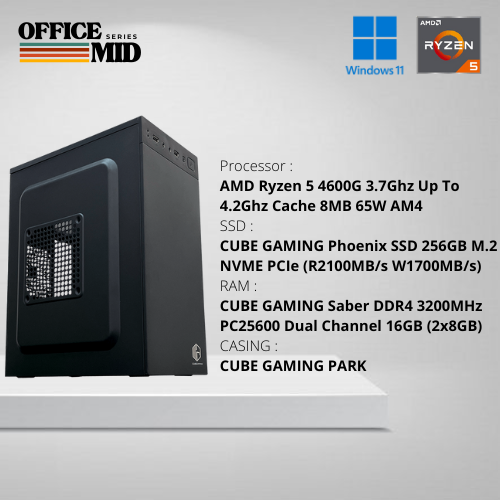 OFFICE
SERIES
MID
Windows 11
AMD
RYZEN
5
Processor :
AMD Ryzen 5 4600G 3.7Ghz Up To
4.2Ghz Cache 8MB 65W AM4
SSD :
CUBE GAMING Phoenix SSD 256GB M.2
NVME PCIe (R2100MB/s W1700MB/s)
RAM :
CUBE GAMING Saber DDR4 3200MHz
PC25600 Dual Channel 16GB (2x8GB)
CASING :
CUBE GAMING PARK